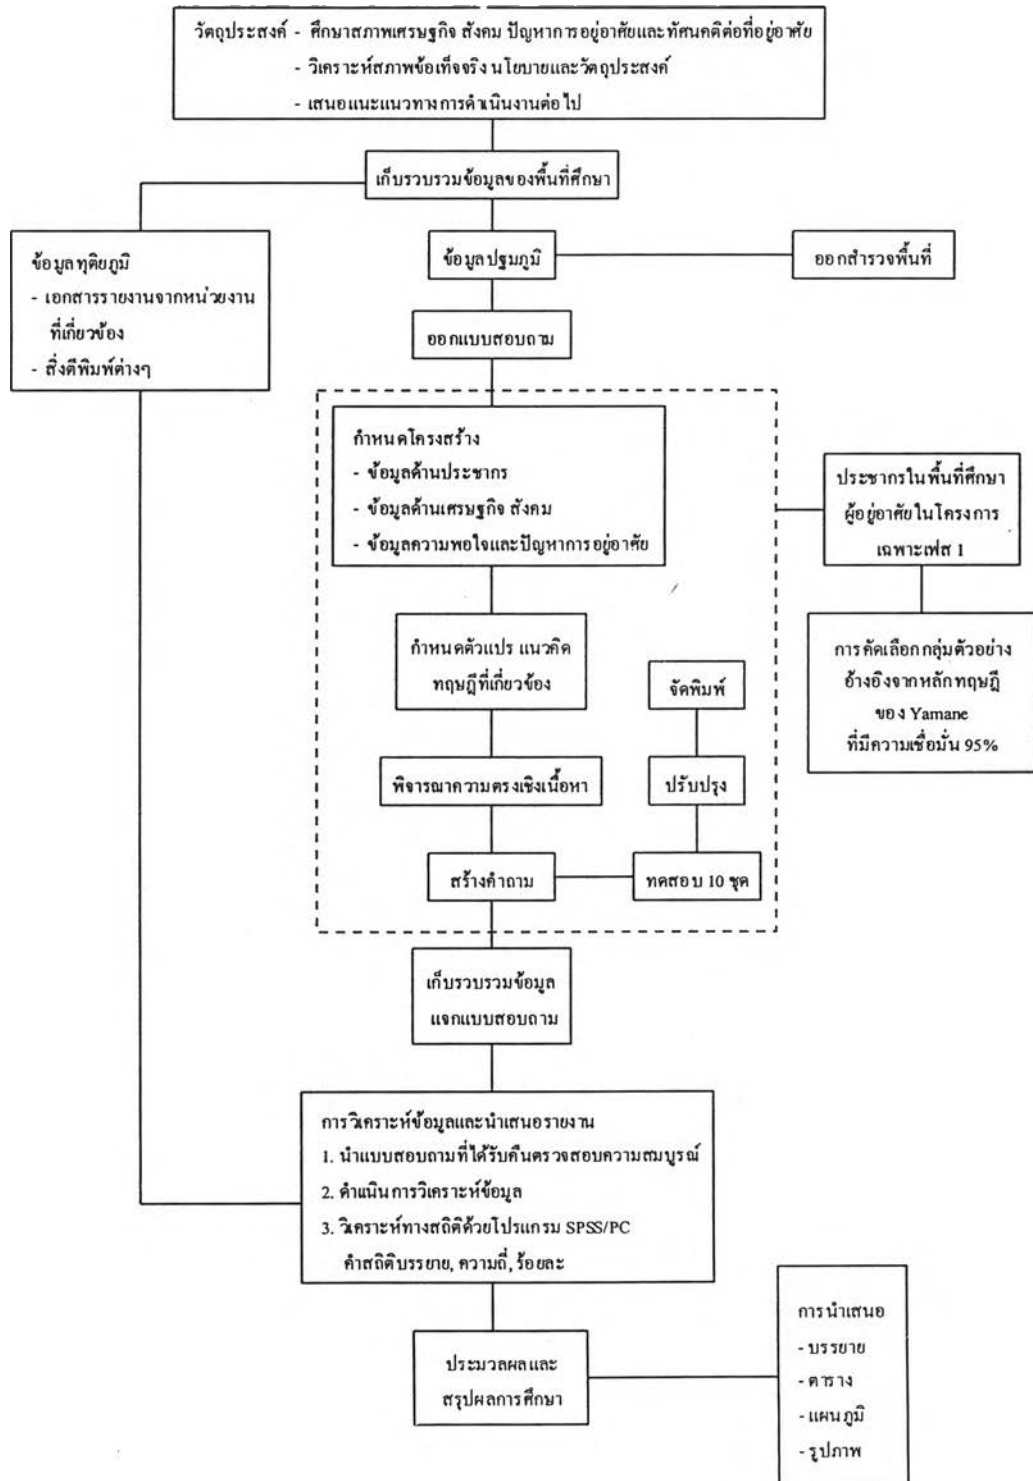 วัตถุประสงค์ - ศึกษาสภาพเศรษฐกิจ สังคม ปัญหาการอยู่อาศัยและทัศนคติต่อที่อยู่อาศัย
- วิเคราะห์สภาพข้อเท็จจริง นโยบายและวัตถุประสงค์
- เสนอแนะแนวทางการดำเนินงานต่อไป
เก็บรวบรวมข้อมูลของพื้นที่ศึกษา
ข้อมูลทุติยภูมิ
- เอกสารรายงานจากหน่วยงาน
ที่เกี่ยวข้อง
- สิ่งตีพิมพ์ต่างๆ
ข้อมูลปฐมภูมิ
ออกสำรวจพื้นที่
ออกแบบสอบถาม
กำหนดโครงสร้าง
- ข้อมูลด้านประชากร
- ข้อมูลด้านเศรษฐกิจ สังคม
- ข้อมูลความพอใจและปัญหาการอยู่อาศัย
ประชากรในพื้นที่ศึกษา
ผู้อยู่อาศัยในโครงการ
เฉพาะเฟส 1
กำหนดตัวแปร แนวคิด
ทฤษฎีที่เกี่ยวข้อง
จัดพิมพ์
การคัดเลือกกลุ่มตัวอย่าง
อ้างอิงจากหลักทฤษฎี
ของ Yamane
ที่มีความเชื่อมั่น 95%
พิจารณาความตรงเชิงเนื้อหา
ปรับปรุง
สร้างคำถาม
ทดสอบ 10 ชุด
เก็บรวบรวมข้อมูล
แจกแบบสอบถาม
การวิเคราะห์ข้อมูลและนำเสนอรายงาน
1. นำแบบสอบถามที่ได้รับคืนตรวจสอบความสมบูรณ์
2. ดำเนินการวิเคราะห์ข้อมูล
3. วิเคราะห์ทางสถิติด้วยโปรแกรม SPSS/PC
คำสถิติบรรยาย, ความถี่, ร้อยละ
ประมวลผลและ
สรุปผลการศึกษา
การนำเสนอ
- บรรยาย
- ตาราง
- แผนภูมิ
- รูปภาพ